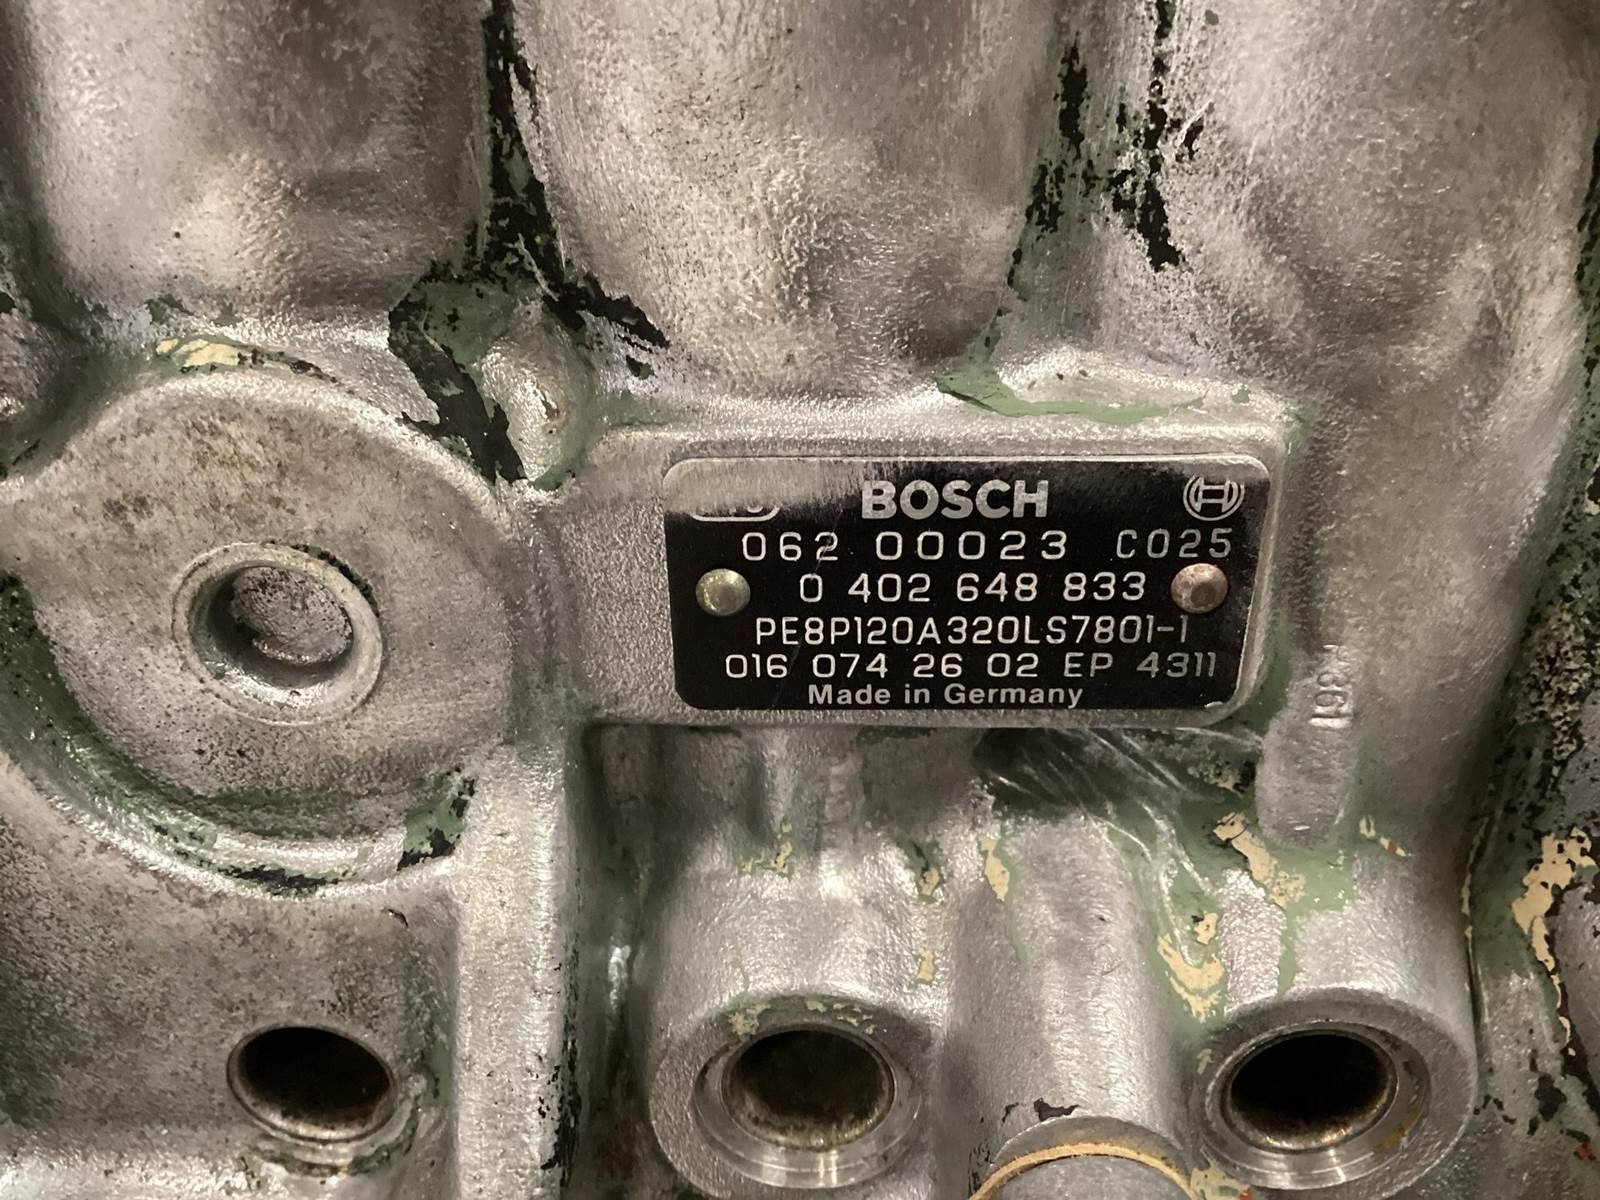 BOSCH
062 00023 C025
0 402 648 833
PE8P120A320LS7801-1
016 074 26 02 EP 4311
Made in Germany